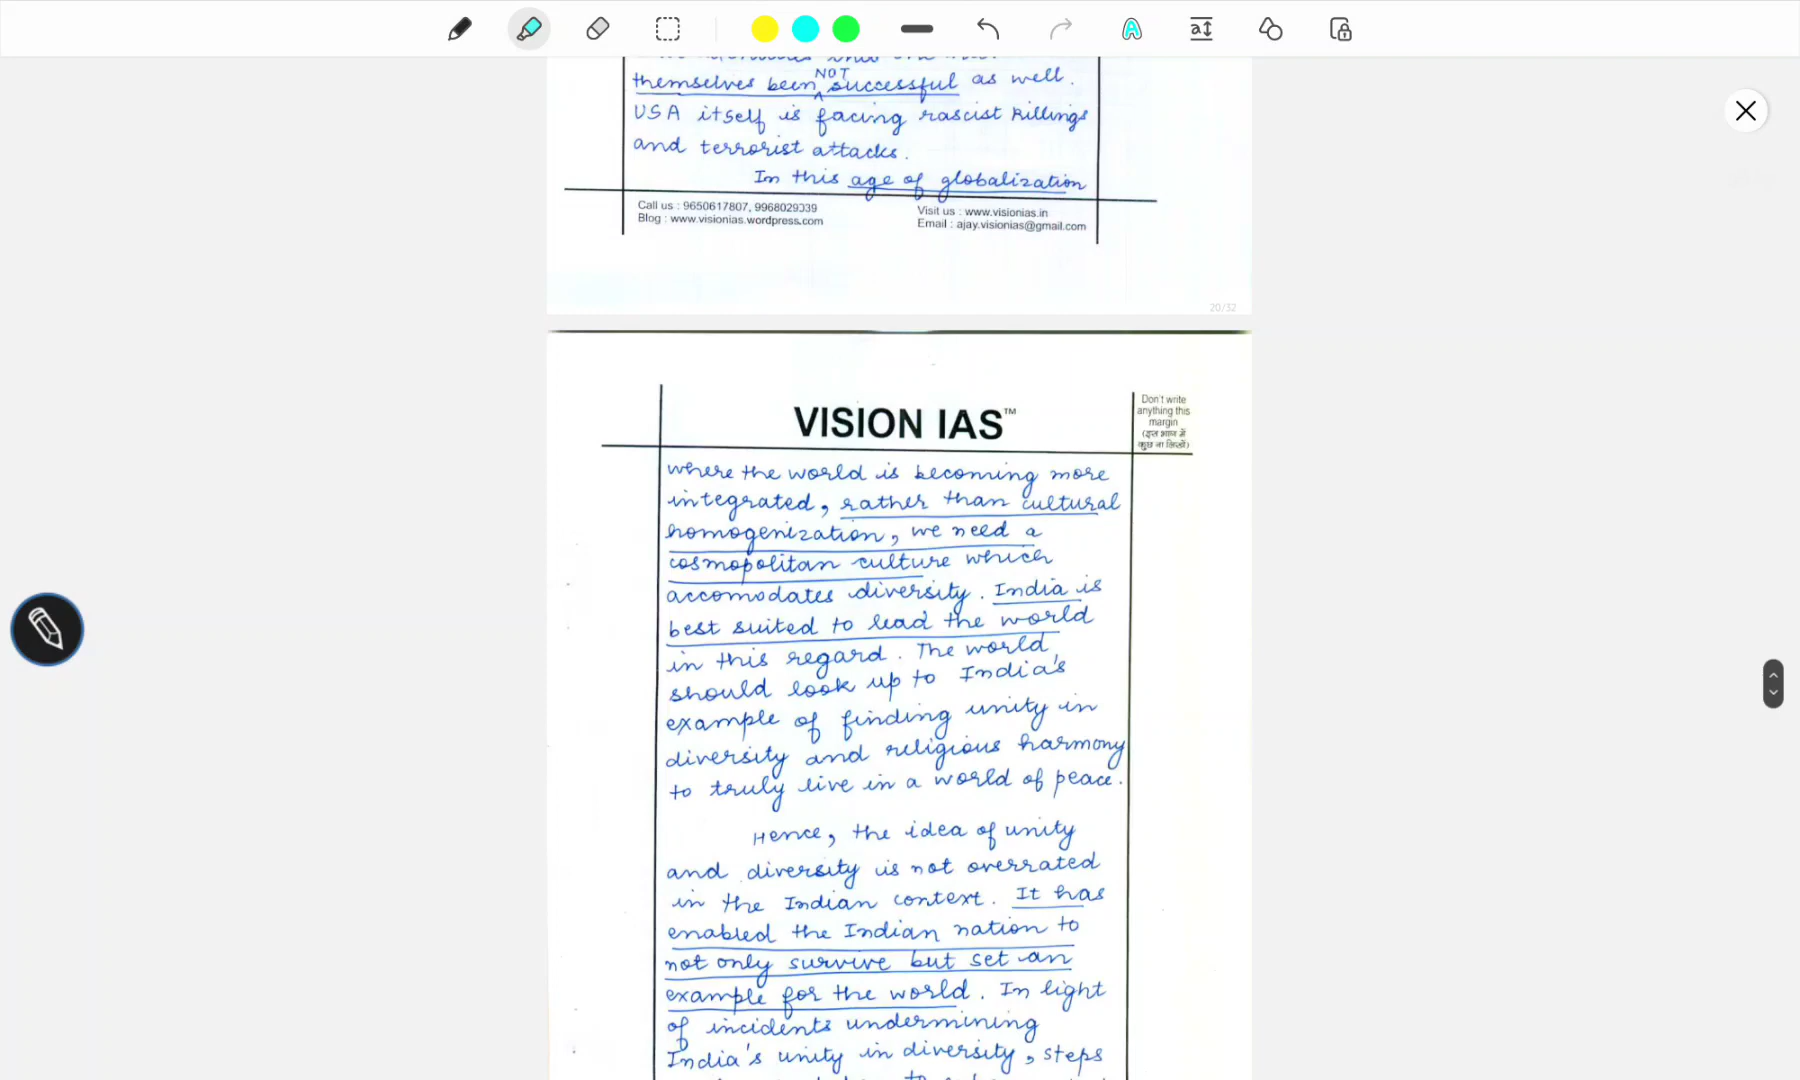 themselves been NOT successful as well.
USA itself is facing rascist killings
and terrorist attacks.
In this age of globalization
Call us : 9650617807, 9968029039
Visit us : www.visionias.in
Blog : www.visionias.wordpress.com
Email : ajay.visionias@gmail.com
20/32
VISION IAS™
Don't write
anything this
margin
(इस भाग में
कुछ ना लिखें)
where the world is becoming more
integrated, rather than cultural
homogenization, we need a
cosmopolitan culture which
accomodates diversity. India is
best suited to lead the world
in this regard. The world
should look up to India's
example of finding unity in
diversity and religious harmony
to truly live in a world of peace.
Hence, the idea of unity
and diversity is not overrated
in the Indian context. It has
enabled the Indian nation to
not only survive but set an
example for the world. In light
of incidents undermining
India's unity in diversity, steps